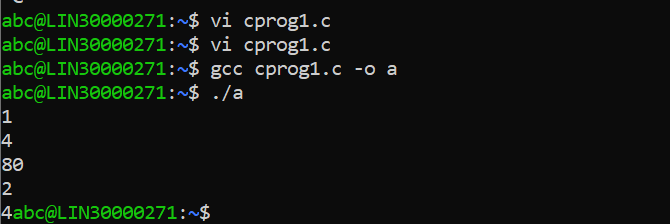 abc@LIN30000271:~$ vi cprog1.c
abc@LIN30000271:~$ vi cprog1.c
abc@LIN30000271:~$ gcc cprog1.c -o a
abc@LIN30000271:~$ ./a
1
4
80
2
4abc@LIN30000271:~$